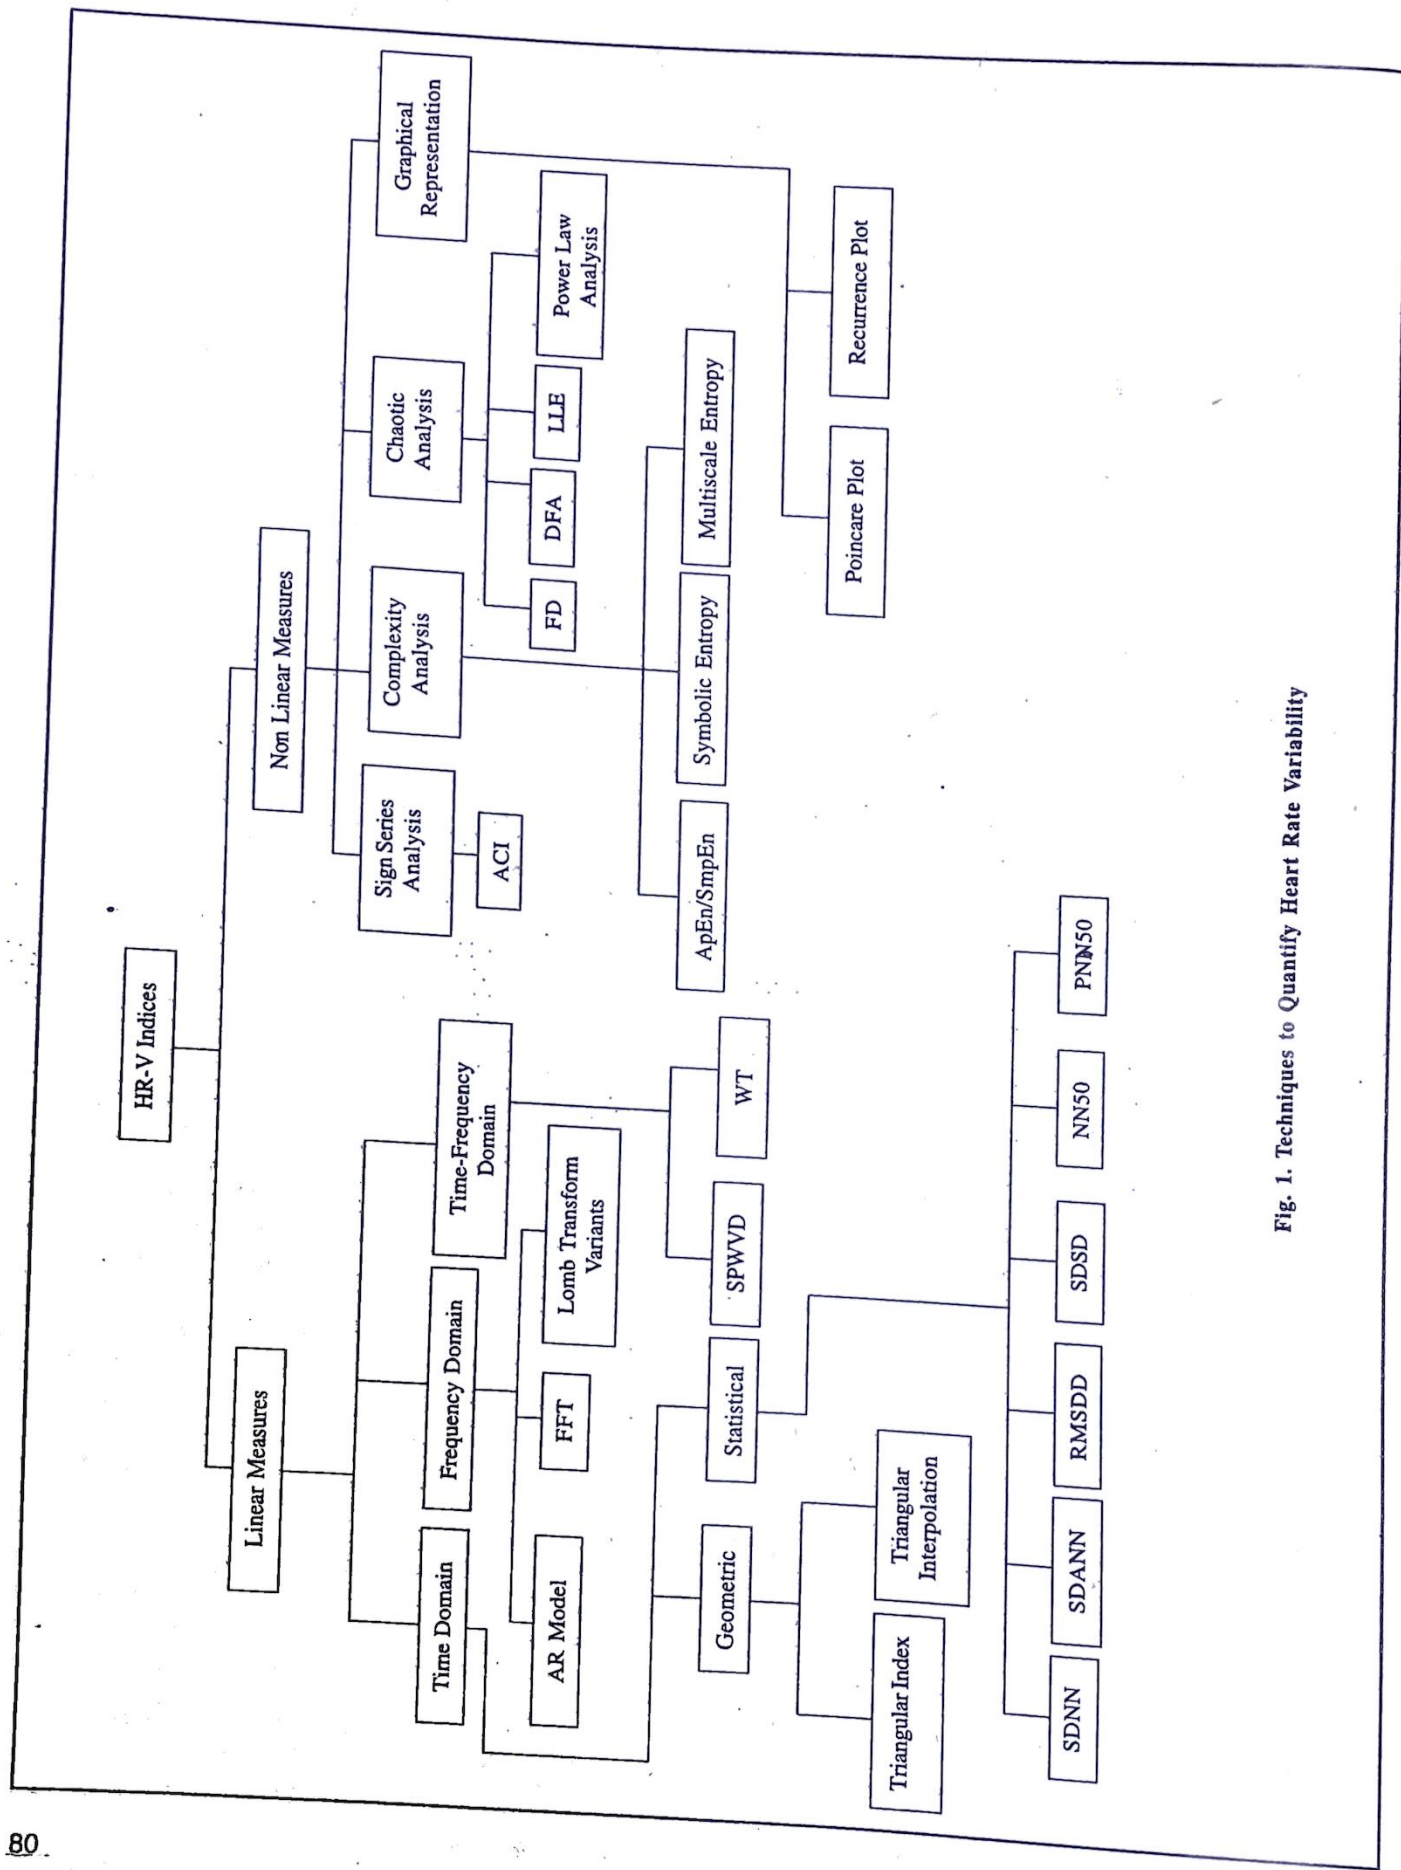 80
HR-V Indices
Linear Measures
Non Linear Measures
Time Domain
Frequency Domain
Time-Frequency
Domain
Sign Series
Analysis
Complexity
Analysis
Chaotic
Analysis
Graphical
Representation
AR Model
FFT
Lomb Transform
Variants
ACI
FD
DFA
LLE
Power Law
Analysis
Geometric
Statistical
SPWVD
WT
ApEn/SmpEn
Symbolic Entropy
Multiscale Entropy
Triangular Index
Triangular
Interpolation
Poincare Plot
Recurrence Plot
SDNN
SDANN
RMSDD
SDSD
NN50
PNN50
Fig. 1. Techniques to Quantify Heart Rate Variability